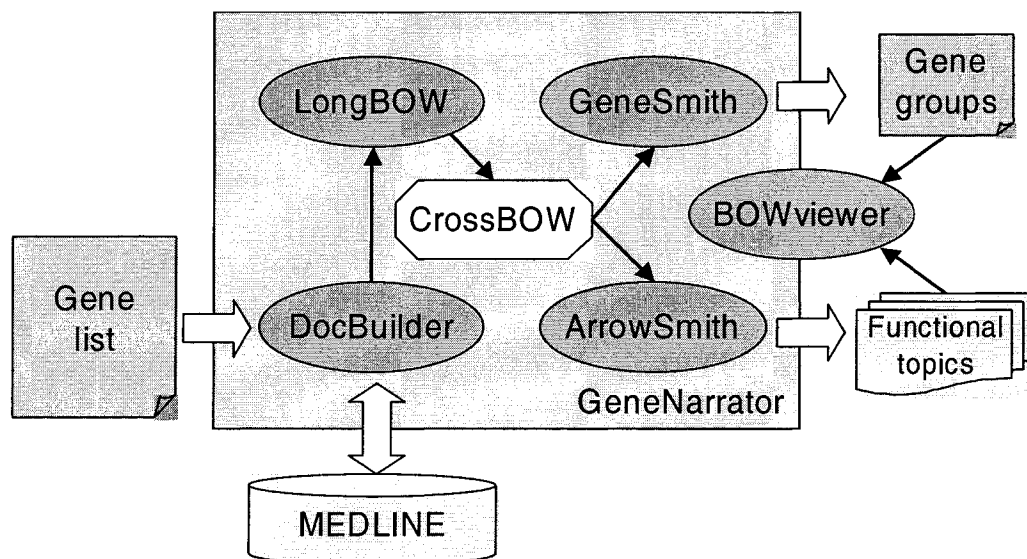 LongBOW
GeneSmith
Gene
groups
CrossBOW
BOWviewer
Gene
list
DocBuilder
ArrowSmith
Functional
topics
GeneNarrator
MEDLINE